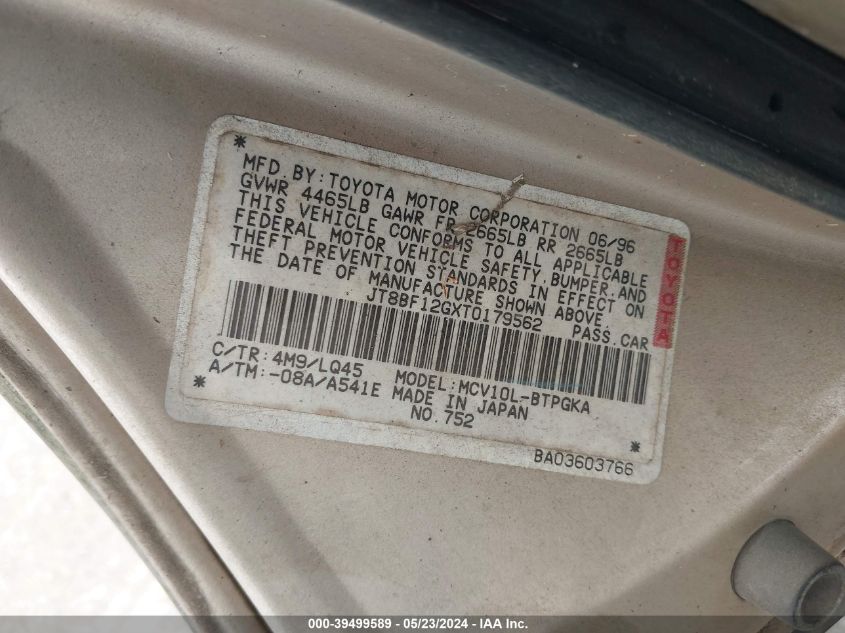 *
MFD. BY: TOYOTA MOTOR CORPORATION 06/96
GVWR 4465LB GAWR FR 2665LB RR 2665LB
THIS VEHICLE CONFORMS TO ALL APPLICABLE
FEDERAL MOTOR VEHICLE SAFETY, BUMPER, AND
THEFT PREVENTION STANDARDS IN EFFECT ON
THE DATE OF MANUFACTURE SHOWN ABOVE.
JT8BF12GXT0179562 PASS. CAR
TOYOTA
C/TR: 4M9/LQ45 MODEL: MCV10L-BTPGKA
A/TM: -08A/A541E MADE IN JAPAN
* NO. 752 *
BA03603766
000-39499589 - 05/23/2024 - IAA Inc.